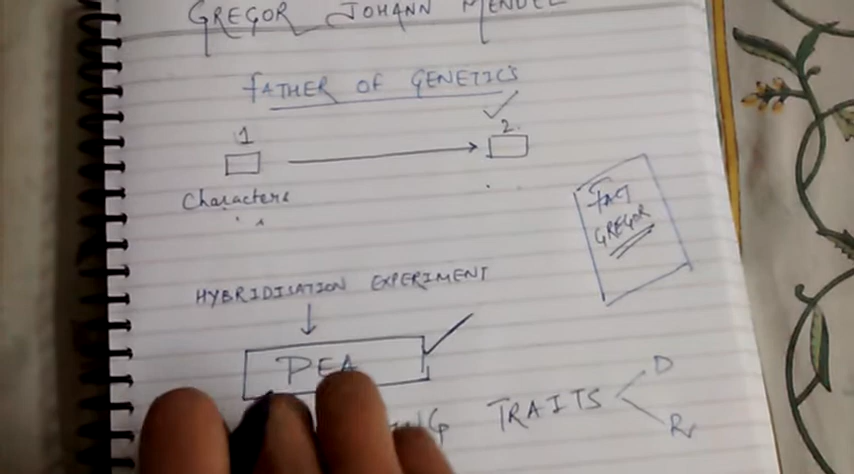 GREGOR JOHANN MENDEL
FATHER OF GENETICS
1 2.
Characters
FACT
GREGOR
HYBRIDISATION EXPERIMENT
PEA
TRAITS
D
R